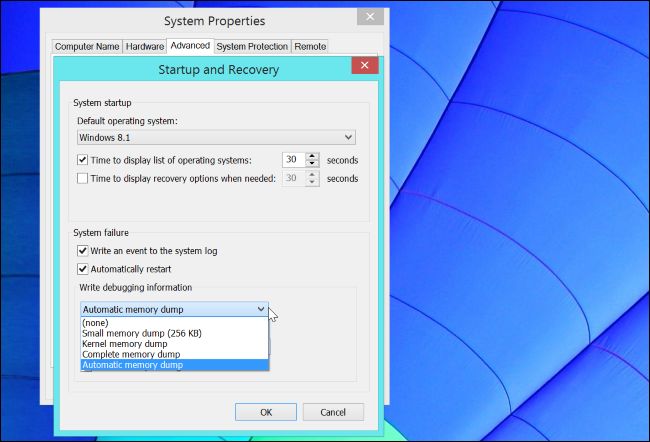 System Properties
Computer Name Hardware Advanced System Protection Remote
Startup and Recovery
System startup
Default operating system:
Windows 8.1
Time to display list of operating systems: 30 seconds
Time to display recovery options when needed: 30 seconds
System failure
Write an event to the system log
Automatically restart
Write debugging information
Automatic memory dump
(none)
Small memory dump (256 KB)
Kernel memory dump
Complete memory dump
Automatic memory dump
OK Cancel